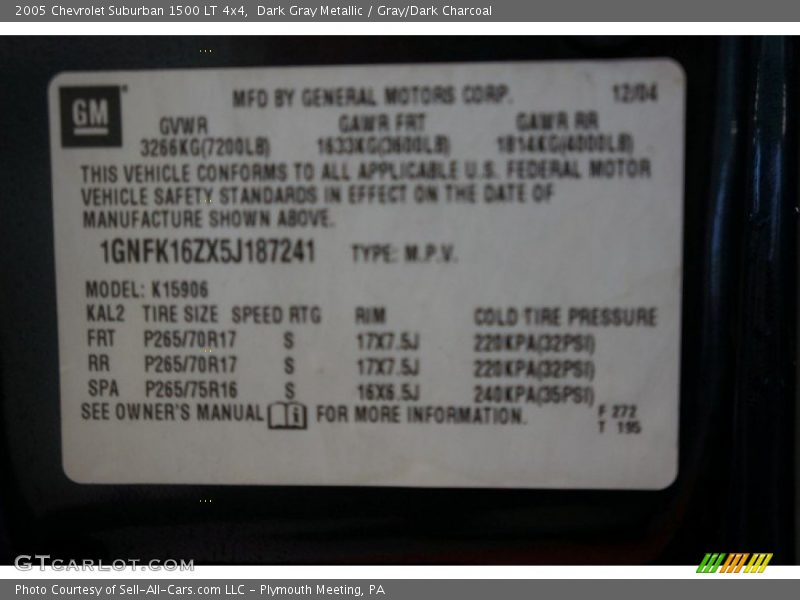 2005 Chevrolet Suburban 1500 LT 4x4,  Dark Gray Metallic / Gray/Dark Charcoal
GM
MFD BY GENERAL MOTORS CORP. 12/04
GVWR GAWR FRT GAWR RR
3266KG(7200LB) 1633KG(3600LB) 1814KG(4000LB)
THIS VEHICLE CONFORMS TO ALL APPLICABLE U.S. FEDERAL MOTOR
VEHICLE SAFETY STANDARDS IN EFFECT ON THE DATE OF
MANUFACTURE SHOWN ABOVE.
1GNFK16ZX5J187241 TYPE: M.P.V.
MODEL: K15906
KAL2 TIRE SIZE SPEED RTG RIM COLD TIRE PRESSURE
FRT P265/70R17 S 17X7.5J 220KPA(32PSI)
RR P265/70R17 S 17X7.5J 220KPA(32PSI)
SPA P265/75R16 S 16X6.5J 240KPA(35PSI)
SEE OWNER'S MANUAL FOR MORE INFORMATION.
F 272
T 195
GTCARLOT.COM
Photo Courtesy of Sell-All-Cars.com LLC – Plymouth Meeting, PA